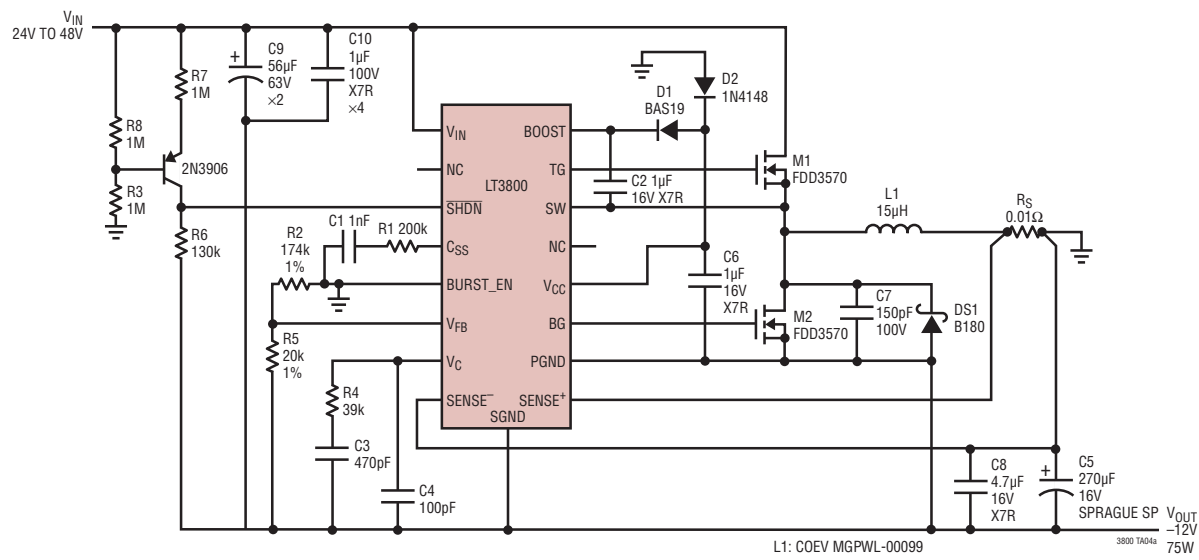 VIN
24V TO 48V
R8
1M
R3
1M
R7
1M
2N3906
R6
130k
C9
56µF
63V
×2
C10
1µF
100V
X7R
×4
R2
174k
1%
C1 1nF
R1 200k
R5
20k
1%
R4
39k
C3
470pF
C4
100pF
LT3800
VIN
NC
SHDN
CSS
BURST_EN
VFB
VC
SENSE–
SGND
BOOST
TG
SW
NC
VCC
BG
PGND
SENSE+
D1
BAS19
D2
1N4148
C2 1µF
16V X7R
M1
FDD3570
C6
1µF
16V
X7R
M2
FDD3570
L1
15µH
RS
0.01Ω
C7
150pF
100V
DS1
B180
C8
4.7µF
16V
X7R
C5
270µF
16V
SPRAGUE SP
VOUT
–12V
75W
3800 TA04a
L1: COEV MGPWL-00099